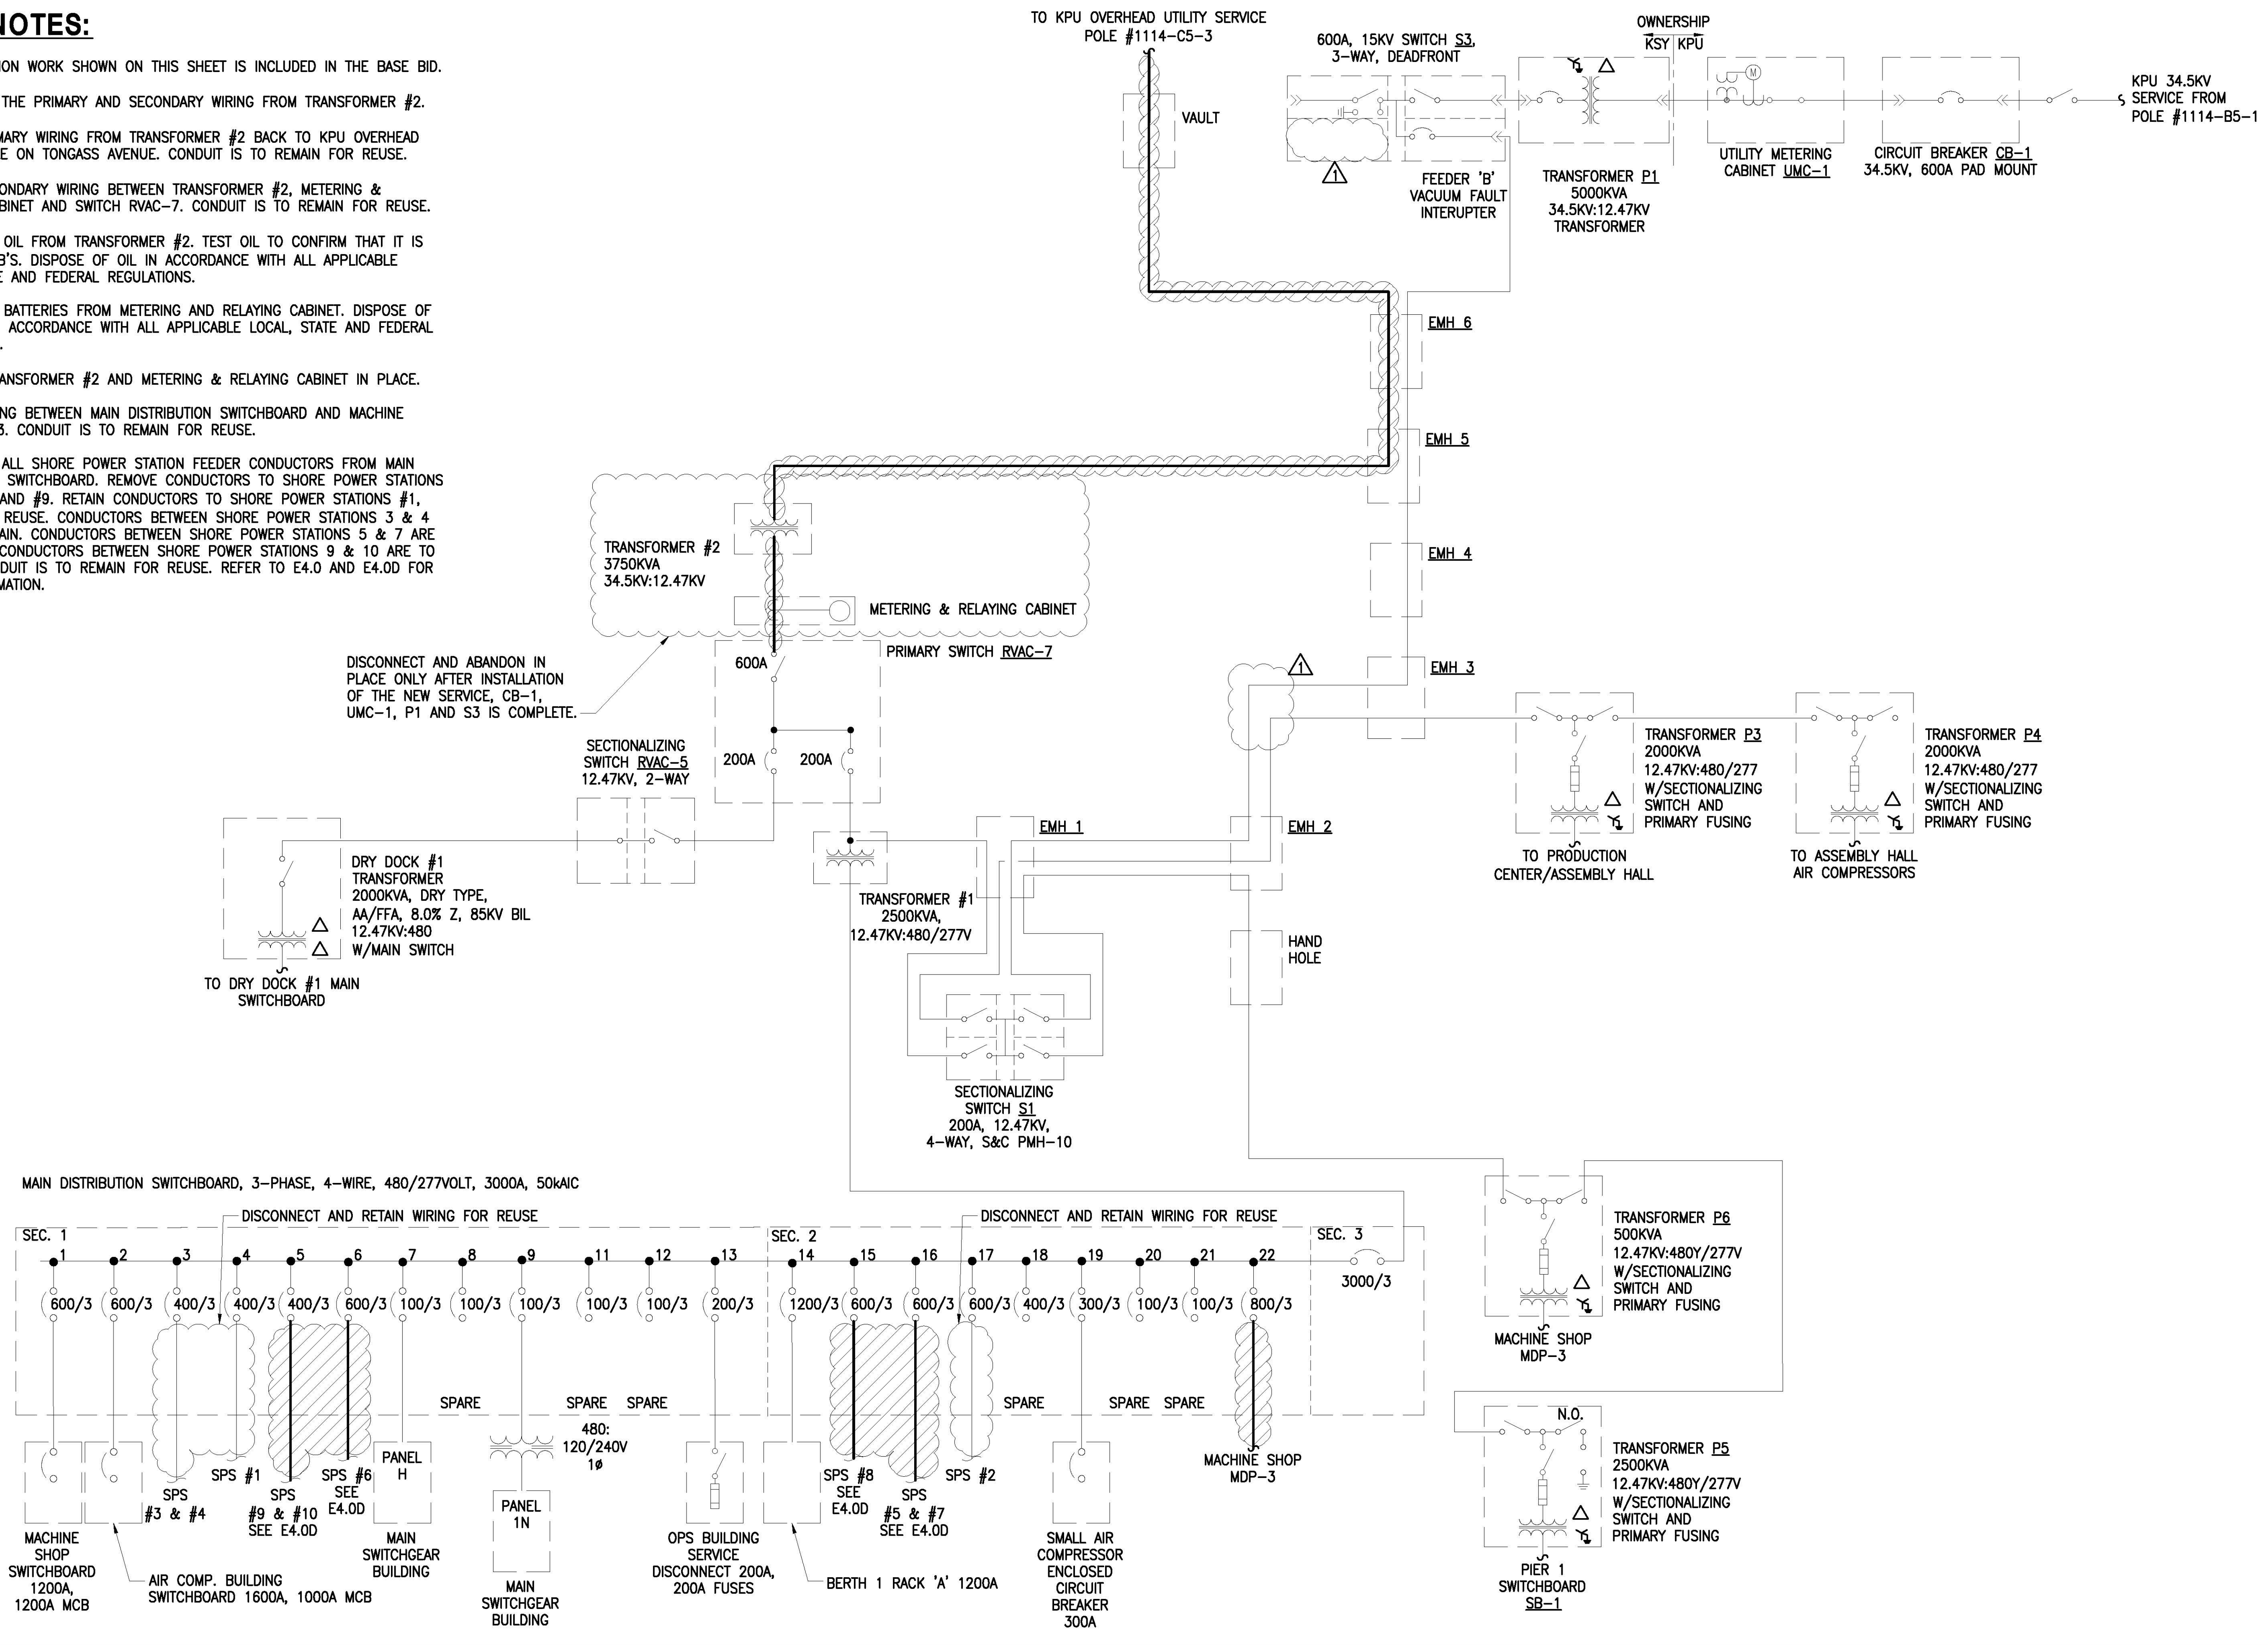 NOTES:
ION WORK SHOWN ON THIS SHEET IS INCLUDED IN THE BASE BID.
THE PRIMARY AND SECONDARY WIRING FROM TRANSFORMER #2.
MARY WIRING FROM TRANSFORMER #2 BACK TO KPU OVERHEAD
E ON TONGASS AVENUE. CONDUIT IS TO REMAIN FOR REUSE.
ONDARY WIRING BETWEEN TRANSFORMER #2, METERING &
BINET AND SWITCH RVAC-7. CONDUIT IS TO REMAIN FOR REUSE.
OIL FROM TRANSFORMER #2. TEST OIL TO CONFIRM THAT IT IS
B'S. DISPOSE OF OIL IN ACCORDANCE WITH ALL APPLICABLE
E AND FEDERAL REGULATIONS.
BATTERIES FROM METERING AND RELAYING CABINET. DISPOSE OF
ACCORDANCE WITH ALL APPLICABLE LOCAL, STATE AND FEDERAL
.
ANSFORMER #2 AND METERING & RELAYING CABINET IN PLACE.
NG BETWEEN MAIN DISTRIBUTION SWITCHBOARD AND MACHINE
3. CONDUIT IS TO REMAIN FOR REUSE.
ALL SHORE POWER STATION FEEDER CONDUCTORS FROM MAIN
SWITCHBOARD. REMOVE CONDUCTORS TO SHORE POWER STATIONS
AND #9. RETAIN CONDUCTORS TO SHORE POWER STATIONS #1,
REUSE. CONDUCTORS BETWEEN SHORE POWER STATIONS 3 & 4
AIN. CONDUCTORS BETWEEN SHORE POWER STATIONS 5 & 7 ARE
CONDUCTORS BETWEEN SHORE POWER STATIONS 9 & 10 ARE TO
DUIT IS TO REMAIN FOR REUSE. REFER TO E4.0 AND E4.0D FOR
MATION.
TO KPU OVERHEAD UTILITY SERVICE
POLE #1114-C5-3
VAULT
600A, 15KV SWITCH S3,
3-WAY, DEADFRONT
1
FEEDER 'B'
VACUUM FAULT
INTERUPTER
OWNERSHIP
KSY KPU
TRANSFORMER P1
5000KVA
34.5KV:12.47KV
TRANSFORMER
M
UTILITY METERING
CABINET UMC-1
CIRCUIT BREAKER CB-1
34.5KV, 600A PAD MOUNT
KPU 34.5KV
SERVICE FROM
POLE #1114-B5-1
EMH 6
EMH 5
EMH 4
EMH 3
TRANSFORMER #2
3750KVA
34.5KV:12.47KV
METERING & RELAYING CABINET
DISCONNECT AND ABANDON IN
PLACE ONLY AFTER INSTALLATION
OF THE NEW SERVICE, CB-1,
UMC-1, P1 AND S3 IS COMPLETE.
600A
PRIMARY SWITCH RVAC-7
200A
200A
1
SECTIONALIZING
SWITCH RVAC-5
12.47KV, 2-WAY
TRANSFORMER P3
2000KVA
12.47KV:480/277
W/SECTIONALIZING
SWITCH AND
PRIMARY FUSING
TO PRODUCTION
CENTER/ASSEMBLY HALL
TRANSFORMER P4
2000KVA
12.47KV:480/277
W/SECTIONALIZING
SWITCH AND
PRIMARY FUSING
TO ASSEMBLY HALL
AIR COMPRESSORS
EMH 1
EMH 2
DRY DOCK #1
TRANSFORMER
2000KVA, DRY TYPE,
AA/FFA, 8.0% Z, 85KV BIL
12.47KV:480
W/MAIN SWITCH
TO DRY DOCK #1 MAIN
SWITCHBOARD
TRANSFORMER #1
2500KVA,
12.47KV:480/277V
HAND
HOLE
SECTIONALIZING
SWITCH S1
200A, 12.47KV,
4-WAY, S&C PMH-10
MAIN DISTRIBUTION SWITCHBOARD, 3-PHASE, 4-WIRE, 480/277VOLT, 3000A, 50kAIC
DISCONNECT AND RETAIN WIRING FOR REUSE
DISCONNECT AND RETAIN WIRING FOR REUSE
SEC. 1
SEC. 2
SEC. 3
1 2 3 4 5 6 7 8 9 11 12 13 14 15 16 17 18 19 20 21 22
3000/3
600/3 600/3 400/3 400/3 400/3 600/3 100/3 100/3 100/3 100/3 100/3 200/3 1200/3 600/3 600/3 600/3 400/3 300/3 100/3 100/3 800/3
SPARE SPARE SPARE SPARE SPARE SPARE
MACHINE
SHOP
SWITCHBOARD
1200A,
1200A MCB
AIR COMP. BUILDING
SWITCHBOARD 1600A, 1000A MCB
SPS
#3 & #4
SPS #1
SPS
#9 & #10
SEE E4.0D
SPS #6
SEE
E4.0D
PANEL
H
MAIN
SWITCHGEAR
BUILDING
480:
120/240V
1ø
PANEL
1N
MAIN
SWITCHGEAR
BUILDING
OPS BUILDING
SERVICE
DISCONNECT 200A,
200A FUSES
BERTH 1 RACK 'A' 1200A
SPS #8
SEE
E4.0D
SPS
#5 & #7
SEE E4.0D
SPS #2
SMALL AIR
COMPRESSOR
ENCLOSED
CIRCUIT
BREAKER
300A
MACHINE SHOP
MDP-3
TRANSFORMER P6
500KVA
12.47KV:480Y/277V
W/SECTIONALIZING
SWITCH AND
PRIMARY FUSING
MACHINE SHOP
MDP-3
N.O.
TRANSFORMER P5
2500KVA
12.47KV:480Y/277V
W/SECTIONALIZING
SWITCH AND
PRIMARY FUSING
PIER 1
SWITCHBOARD
SB-1